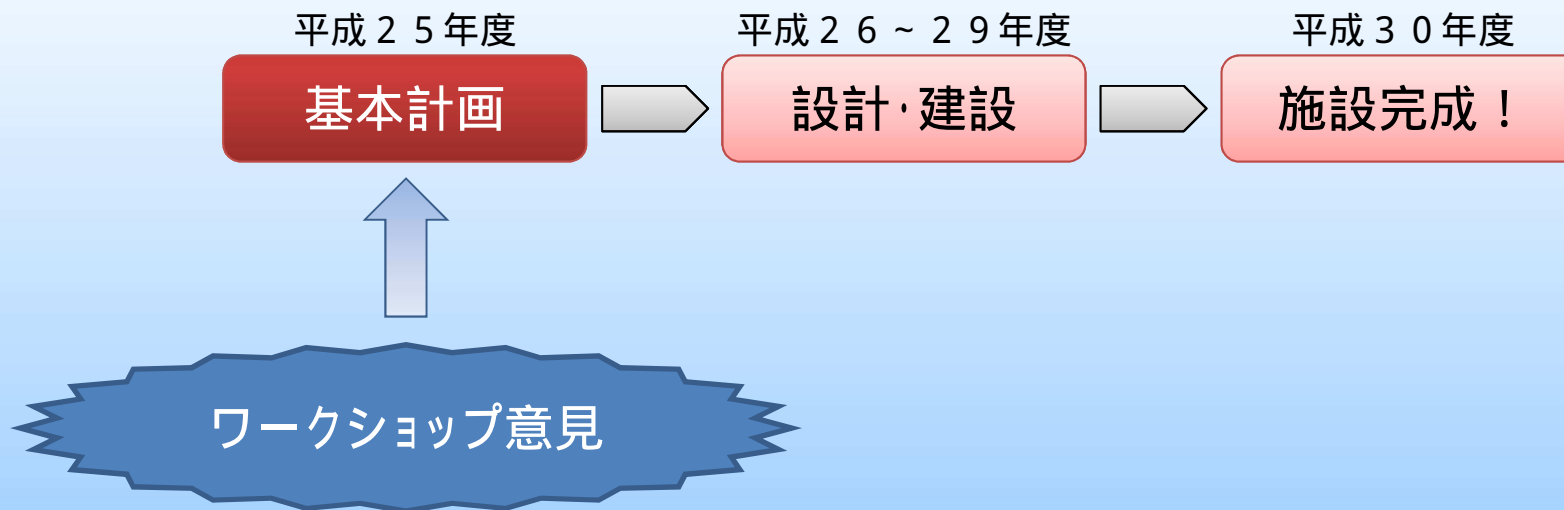 平成２５年度
平成２６~２９年度
平成３０年度
基本計画
設計・建設
施設完成！
ワークショップ意見